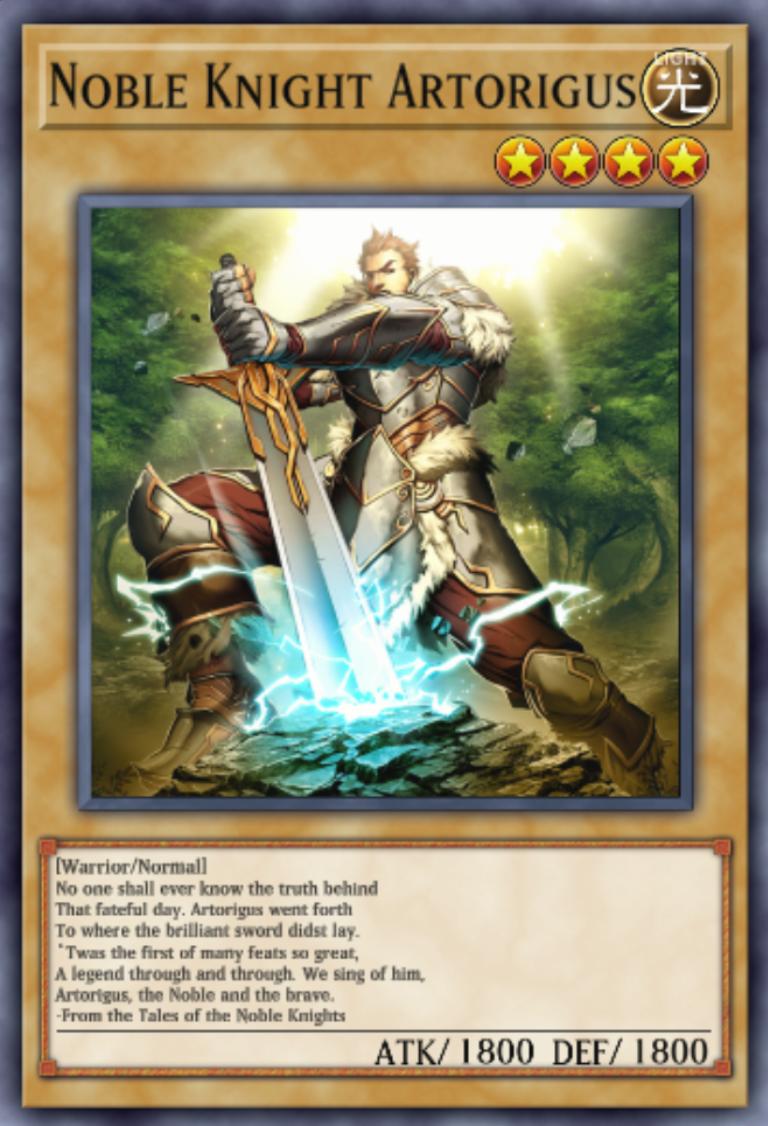 NOBLE KNIGHT ARTORIGUS
LIGHT
光
[Warrior/Normal]
No one shall ever know the truth behind
That fateful day. Artorigus went forth
To where the brilliant sword didst lay.
`Twas the first of many feats so great,
A legend through and through. We sing of him,
Artorigus, the Noble and the brave.
-From the Tales of the Noble Knights
ATK/ 1800 DEF/ 1800